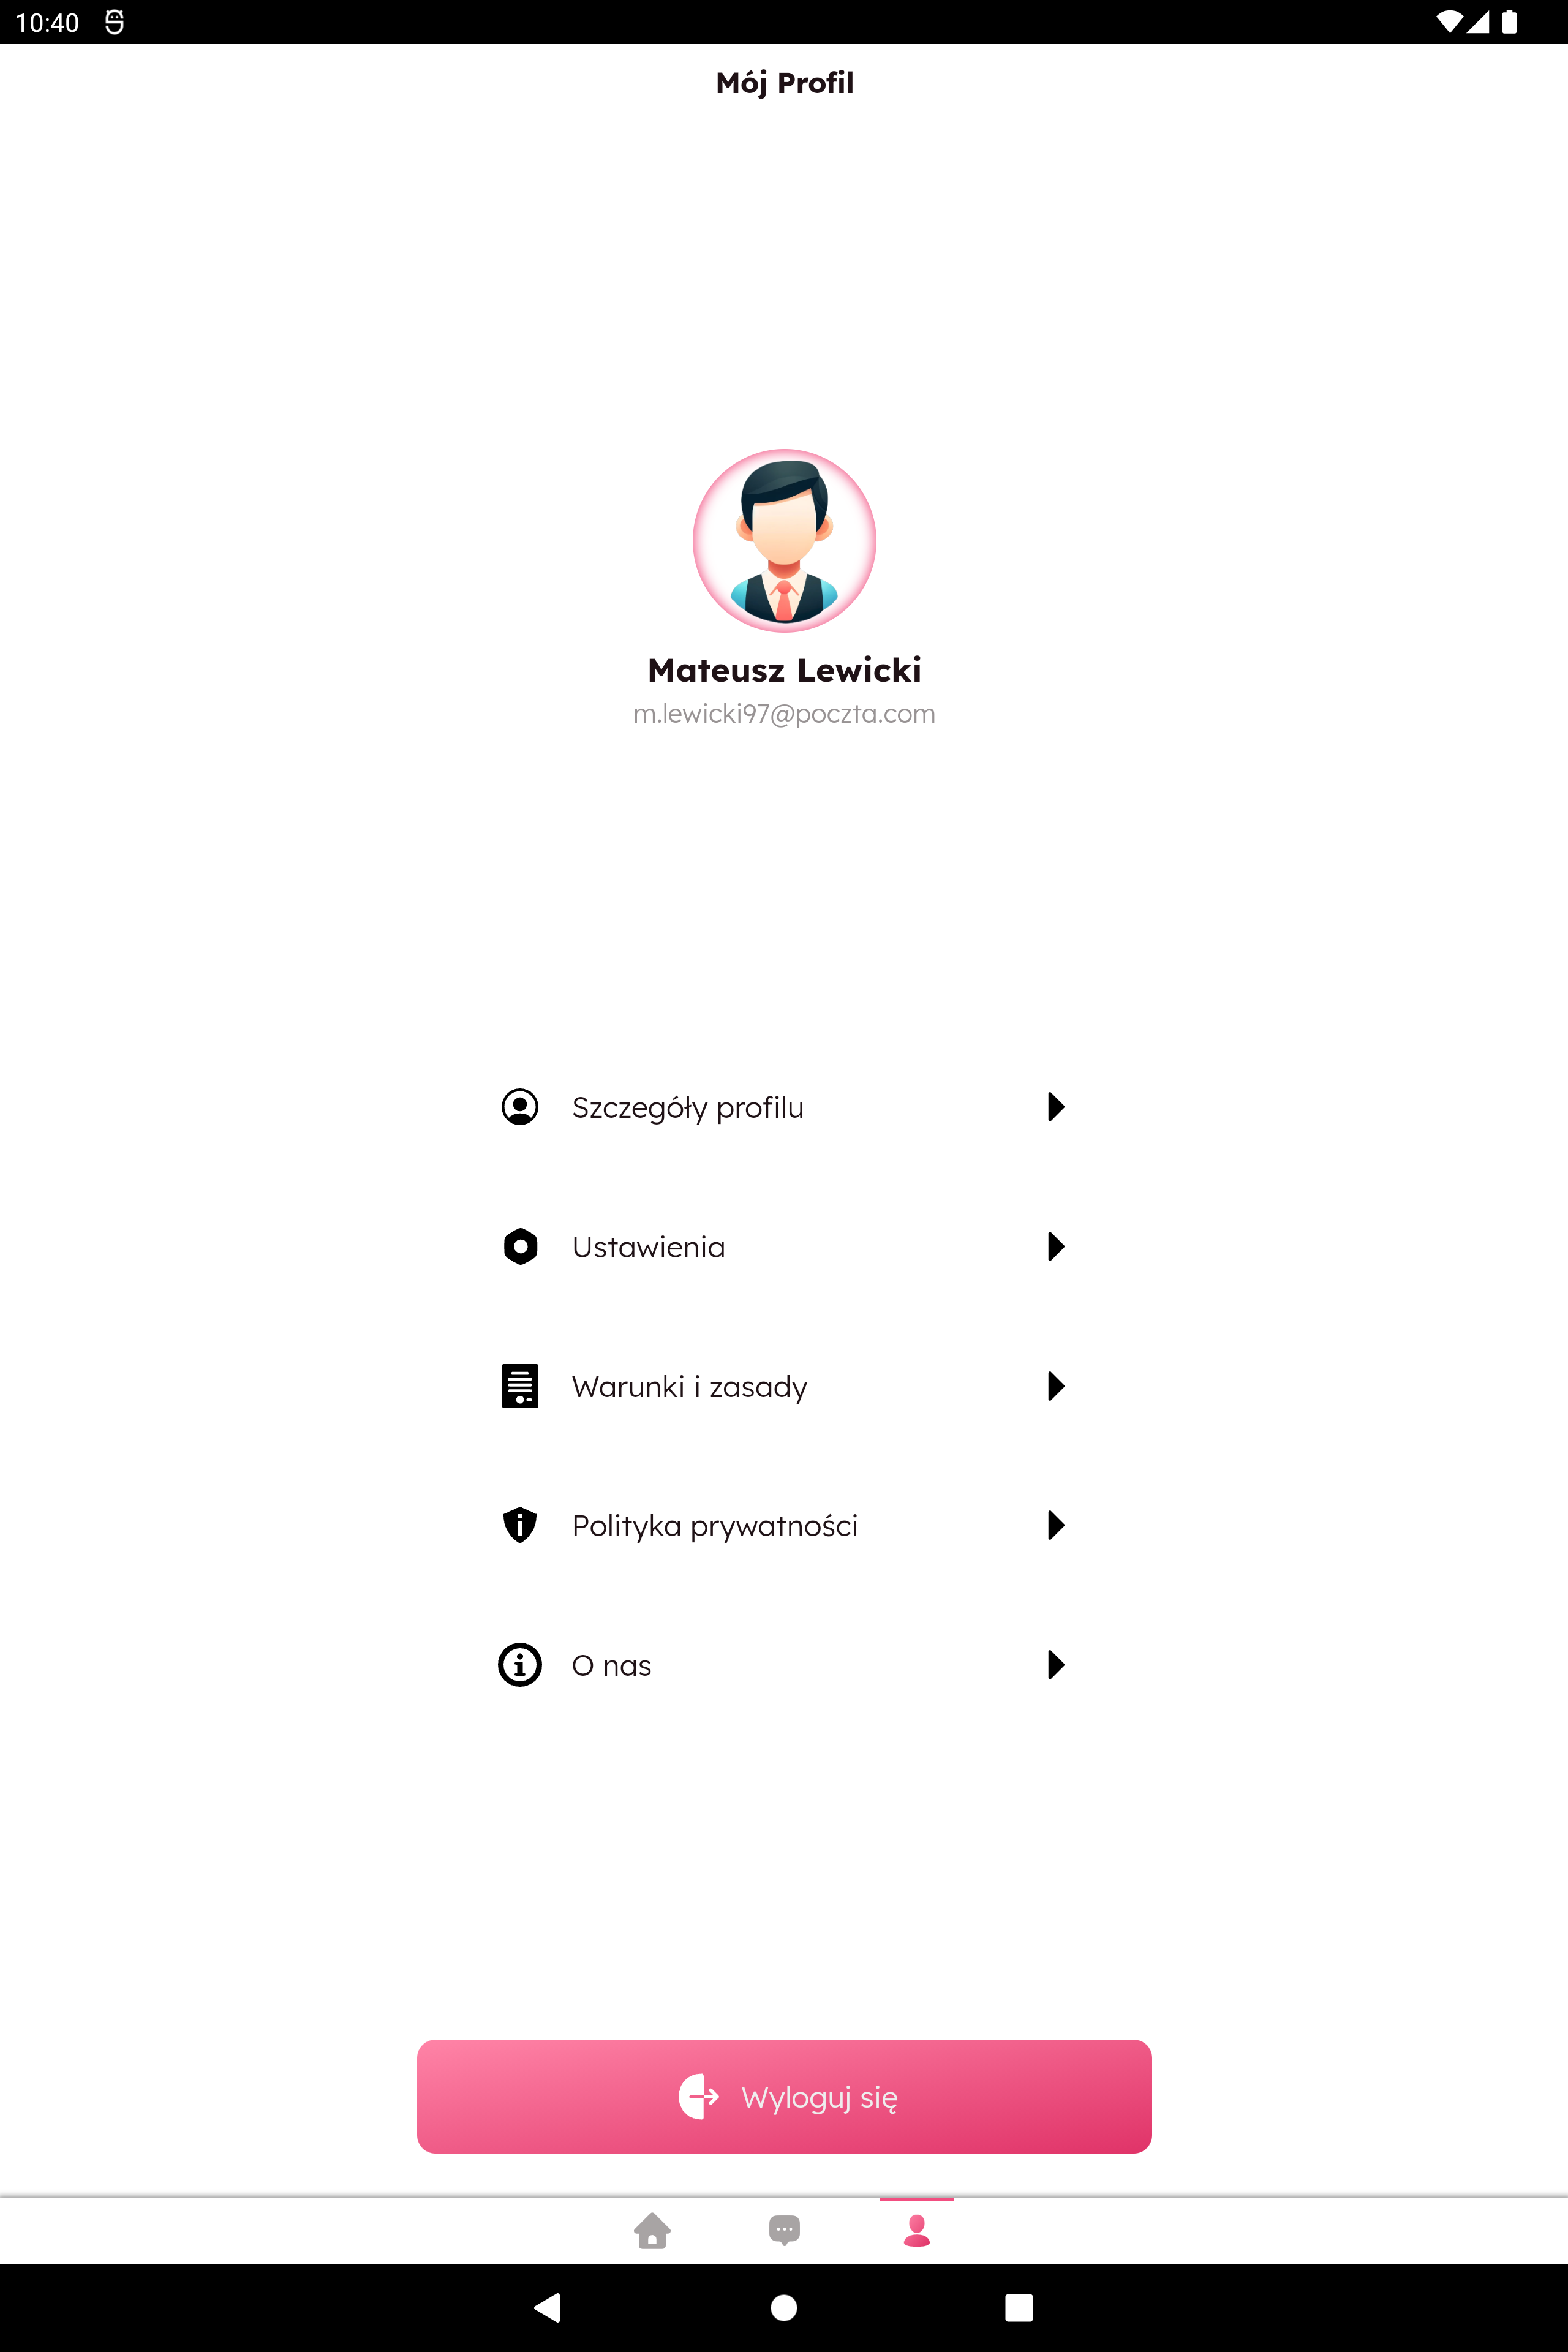 10:40
Mój Profil
Mateusz Lewicki
m.lewicki97@poczta.com
Szczegóły profilu
Ustawienia
Warunki i zasady
Polityka prywatności
O nas
Wyloguj się